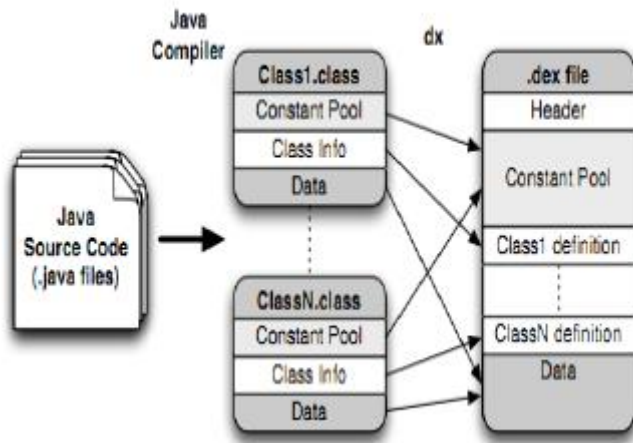 Java
Compiler
dx
Java
Source Code
(.java files)
Class1.class
Constant Pool
Class Info
Data
ClassN.class
Constant Pool
Class Info
Data
.dex file
Header
Constant Pool
Class1 definition
ClassN definition
Data